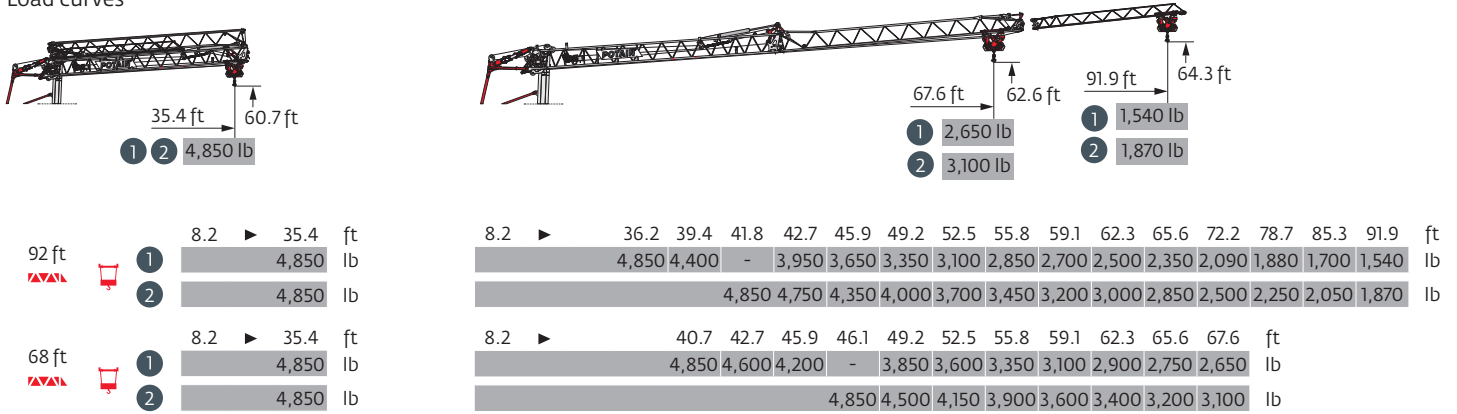 Load curves
POTAIN
35.4 ft
60.7 ft
1 2 4,850 lb
POTAIN
67.6 ft
62.6 ft
1 2,650 lb
2 3,100 lb
91.9 ft
64.3 ft
1 1,540 lb
2 1,870 lb
92 ft
8.2 ► 35.4 ft
1 4,850 lb
2 4,850 lb
8.2 ► 36.2 39.4 41.8 42.7 45.9 49.2 52.5 55.8 59.1 62.3 65.6 72.2 78.7 85.3 91.9 ft
4,850 4,400 - 3,950 3,650 3,350 3,100 2,850 2,700 2,500 2,350 2,090 1,880 1,700 1,540 lb
4,850 4,750 4,350 4,000 3,700 3,450 3,200 3,000 2,850 2,500 2,250 2,050 1,870 lb
68 ft
8.2 ► 35.4 ft
1 4,850 lb
2 4,850 lb
8.2 ► 40.7 42.7 45.9 46.1 49.2 52.5 55.8 59.1 62.3 65.6 67.6 ft
4,850 4,600 4,200 - 3,850 3,600 3,350 3,100 2,900 2,750 2,650 lb
4,850 4,500 4,150 3,900 3,600 3,400 3,200 3,100 lb